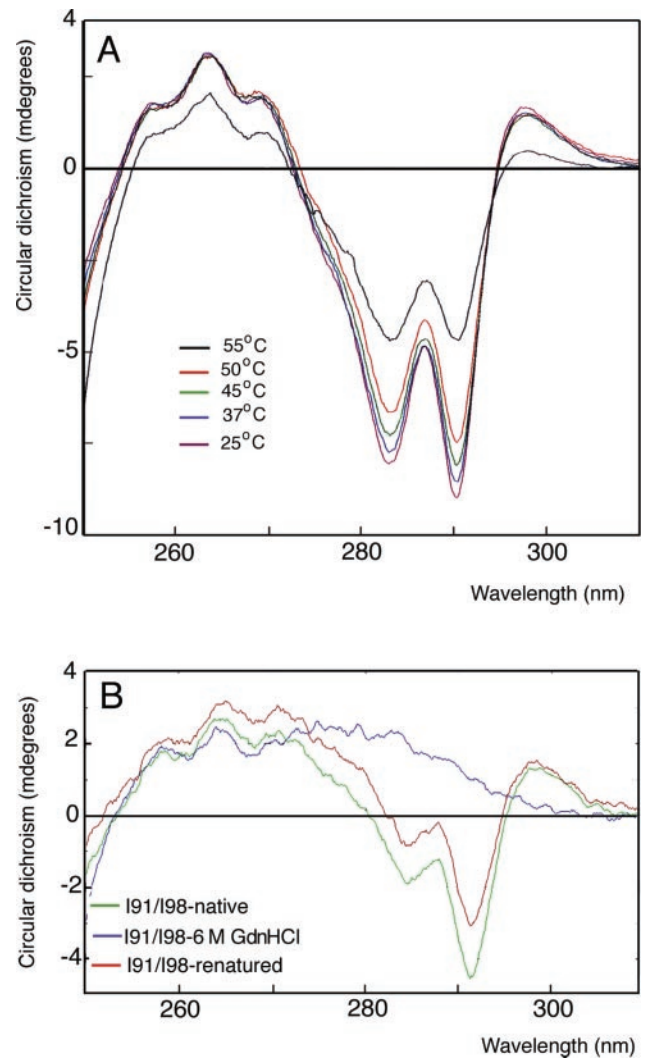 4
A
Circular dichroism (mdegrees)
0
-5
-10
55°C
50°C
45°C
37°C
25°C
260
280
300
Wavelength (nm)
4
B
Circular dichroism (mdegrees)
2
0
-2
-4
I91/I98-native
I91/I98-6 M GdnHCl
I91/I98-renatured
260
280
300
Wavelength (nm)